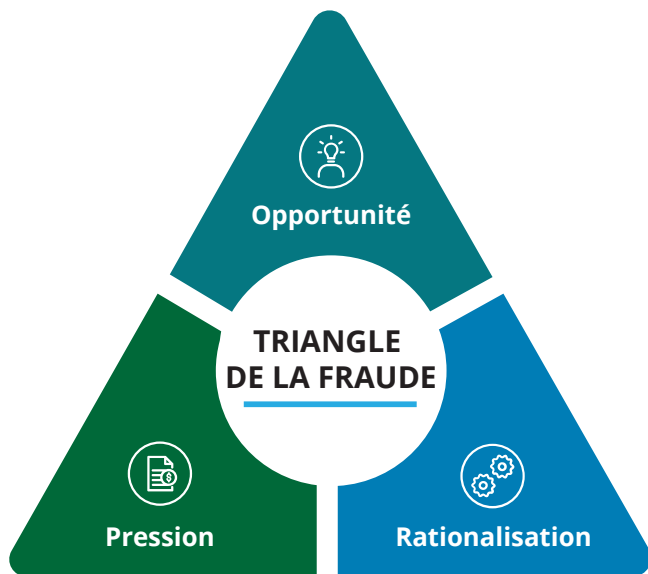 Opportunité
TRIANGLE
DE LA FRAUDE
Pression
Rationalisation